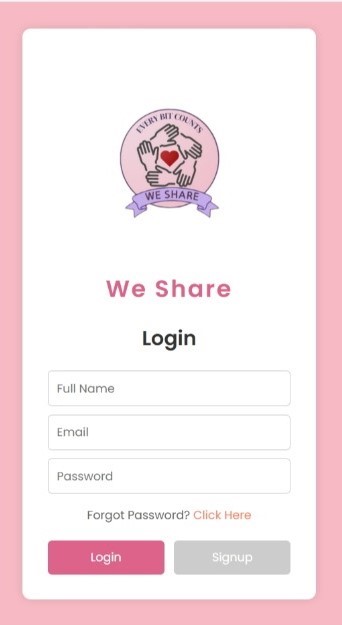 EVERY BIT COUNTS
WE SHARE
We Share
Login
Full Name
Email
Password
Forgot Password? Click Here
Login Signup